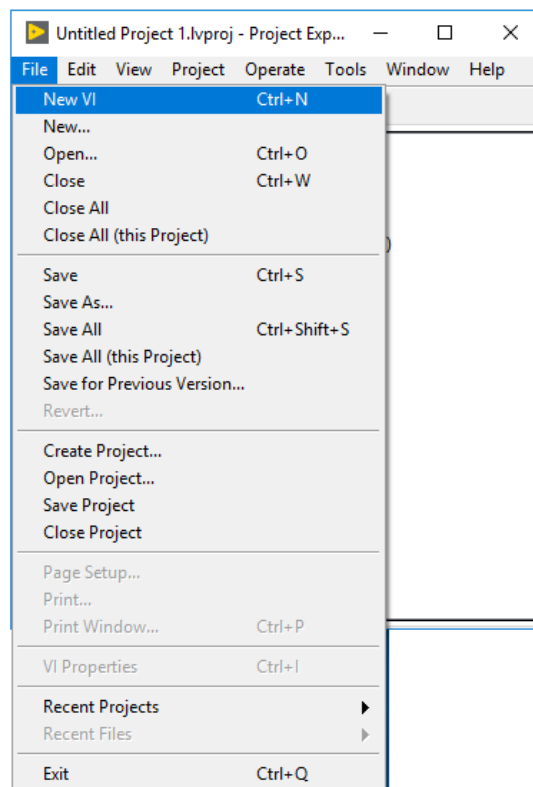 Untitled Project 1.lvproj - Project Exp...
File Edit View Project Operate Tools Window Help
New VI Ctrl+N
New...
Open... Ctrl+O
Close Ctrl+W
Close All
Close All (this Project)
)
Save Ctrl+S
Save As...
Save All Ctrl+Shift+S
Save All (this Project)
Save for Previous Version...
Revert...
Create Project...
Open Project...
Save Project
Close Project
Page Setup...
Print...
Print Window... Ctrl+P
VI Properties Ctrl+I
Recent Projects
Recent Files
Exit Ctrl+Q